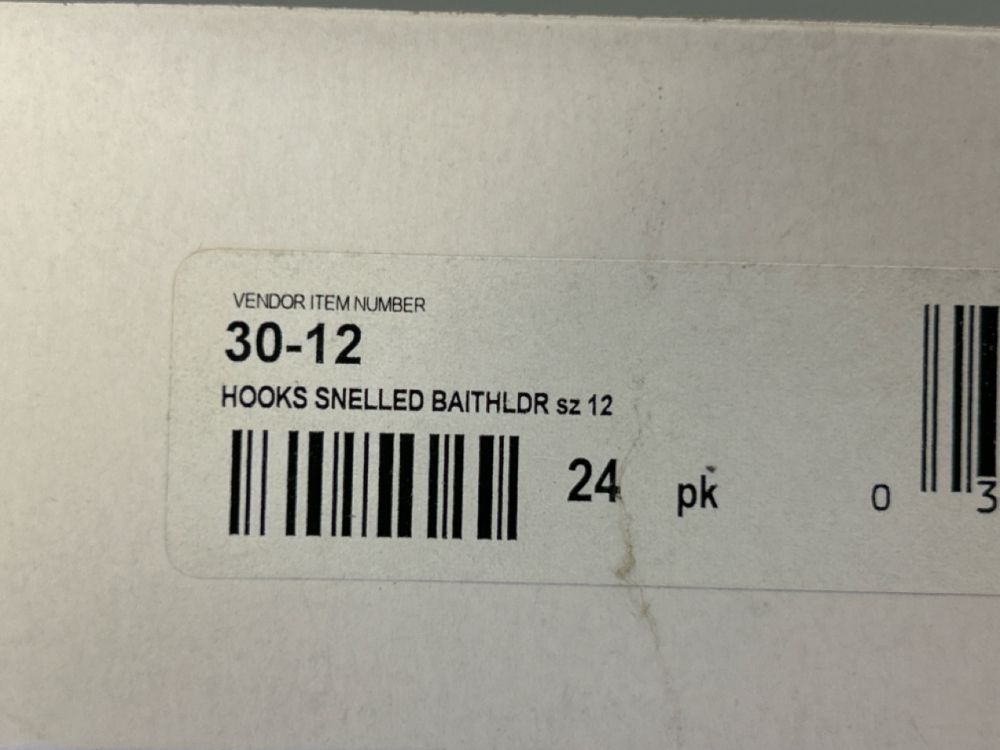 VENDOR ITEM NUMBER
30-12
HOOKS SNELLED BAITHLDR sz 12
24 pk
0 3